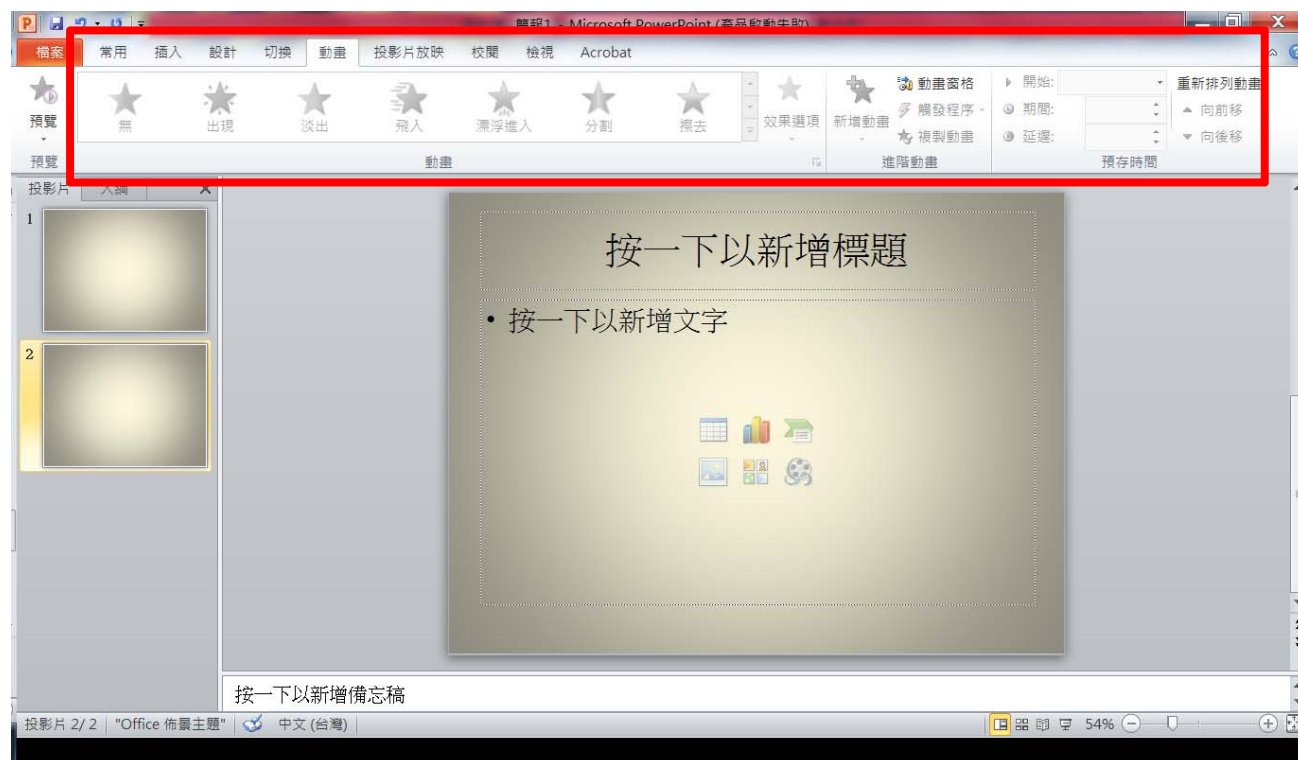 簡報1 - Microsoft PowerPoint (產品啟動失敗)
檔案 常用 插入 設計 切換 動畫 投影片放映 校閱 檢視 Acrobat
預覽 無 出現 淡出 飛入 漂浮進入 分割 擦去 效果選項 新增動畫
動畫窗格 開始: 重新排列動畫
觸發程序 期間: 向前移
複製動畫 延遲: 向後移
預覽 動畫 進階動畫 預存時間
投影片 大綱
1
2
按一下以新增標題
• 按一下以新增文字
按一下以新增備忘稿
投影片 2/2 "Office 佈景主題" 中文 (台灣) 54%